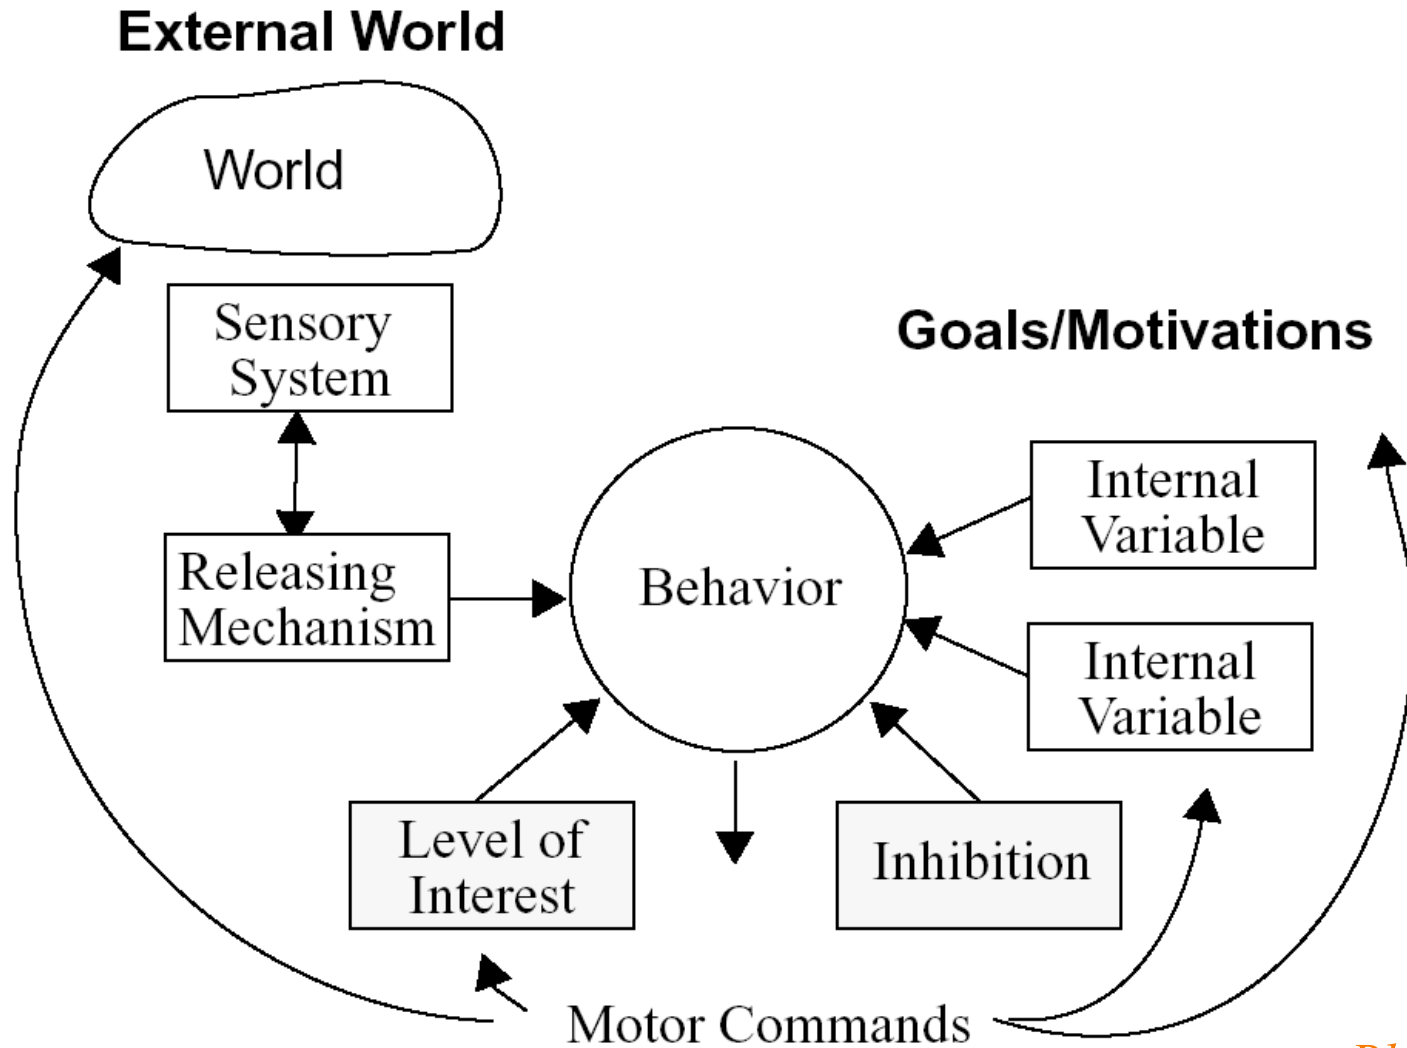 External World
World
Sensory
System
Goals/Motivations
Internal
Variable
Releasing
Mechanism
Behavior
Internal
Variable
Level of
Interest
Inhibition
Motor Commands